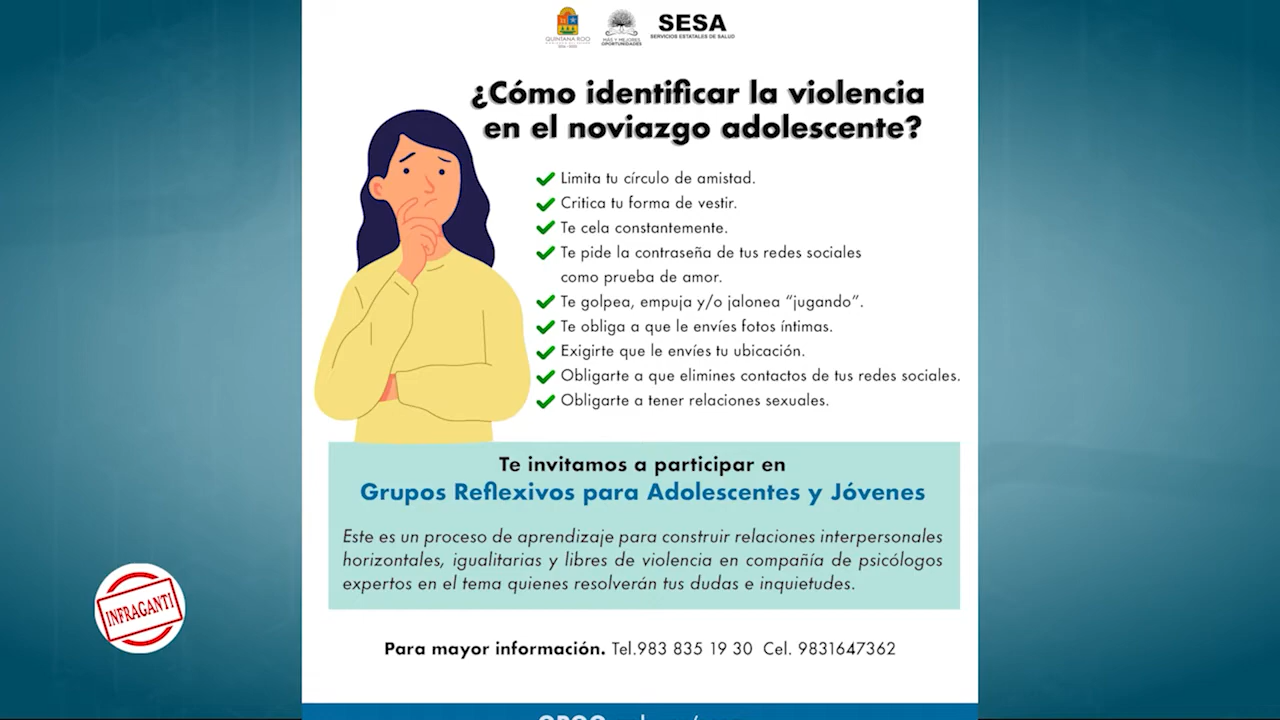 QUINTANA ROO
MÁS Y MEJORES
OPORTUNIDADES
SESA
SERVICIOS ESTATALES DE SALUD
¿Cómo identificar la violencia
en el noviazgo adolescente?
Limita tu círculo de amistad.
Critica tu forma de vestir.
Te cela constantemente.
Te pide la contraseña de tus redes sociales
como prueba de amor.
Te golpea, empuja y/o jalonea “jugando”.
Te obliga a que le envíes fotos íntimas.
Exigirte que le envíes tu ubicación.
Obligarte a que elimines contactos de tus redes sociales.
Obligarte a tener relaciones sexuales.
Te invitamos a participar en
Grupos Reflexivos para Adolescentes y Jóvenes
Este es un proceso de aprendizaje para construir relaciones interpersonales
horizontales, igualitarias y libres de violencia en compañía de psicólogos
expertos en el tema quienes resolverán tus dudas e inquietudes.
INFRAGANTI
Para mayor información. Tel.983 835 19 30 Cel. 9831647362